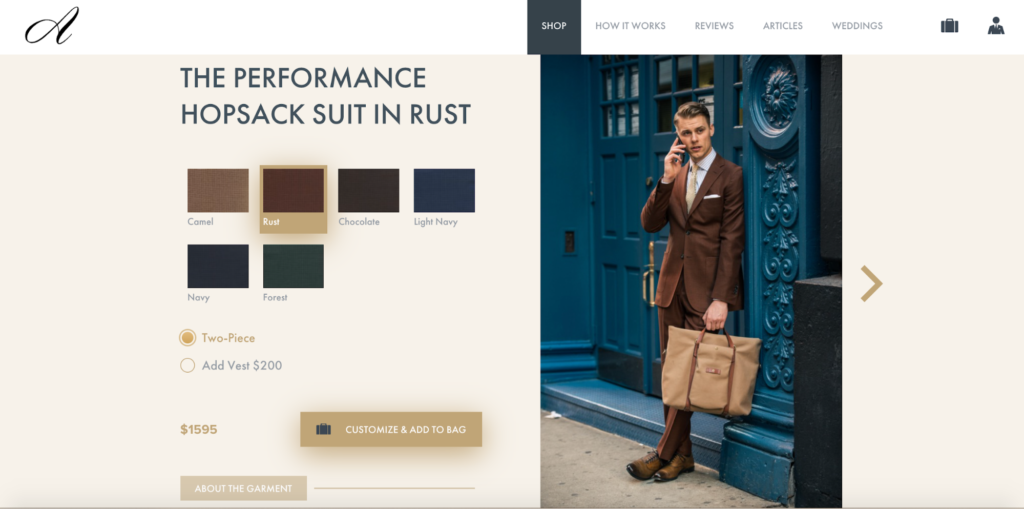 A
SHOP
HOW IT WORKS
REVIEWS
ARTICLES
WEDDINGS
THE PERFORMANCE
HOPSACK SUIT IN RUST
Camel
Rust
Chocolate
Light Navy
Navy
Forest
Two-Piece
Add Vest $200
$1595
CUSTOMIZE & ADD TO BAG
ABOUT THE GARMENT